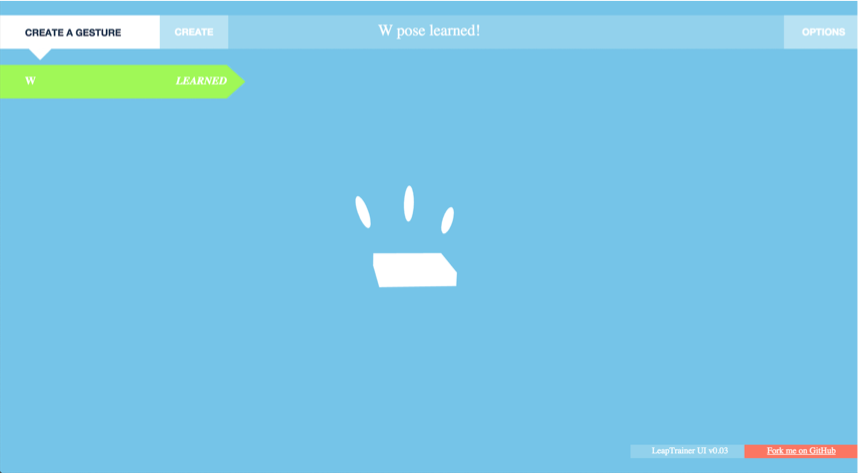 CREATE A GESTURE
CREATE
W pose learned!
OPTIONS
W
LEARNED
LeapTrainer UI v0.03
Fork me on GitHub